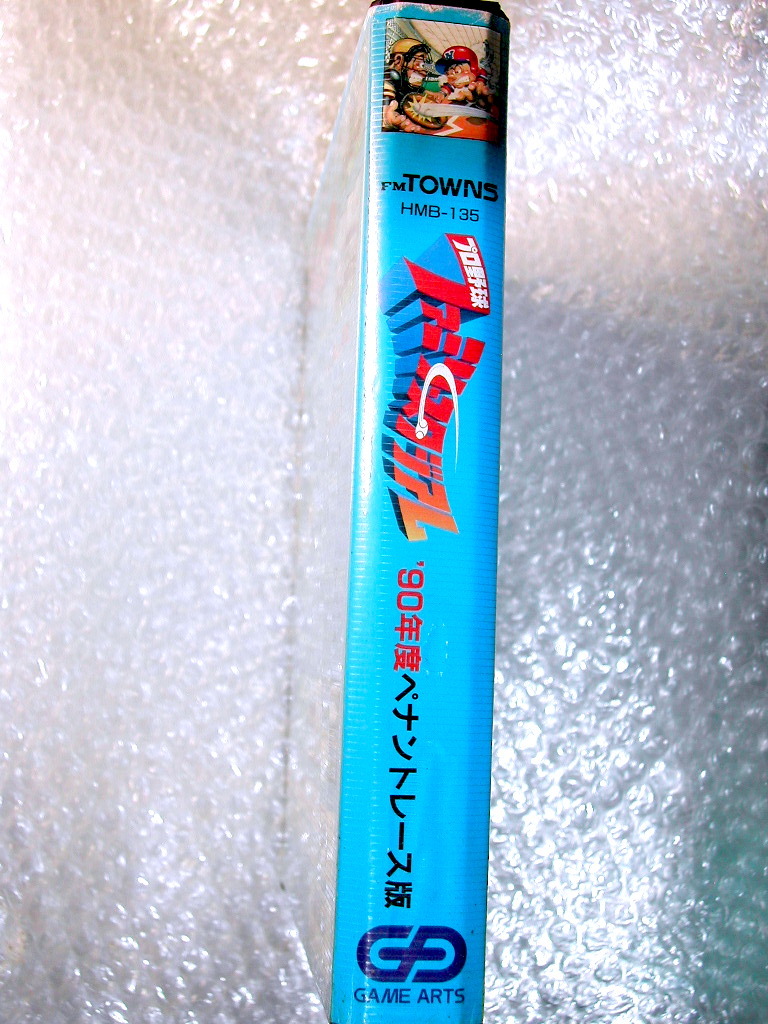 FM TOWNS
HMB-135
プロ野球
ファミリースタジアム
'90年度ペナントレース版
GAME ARTS